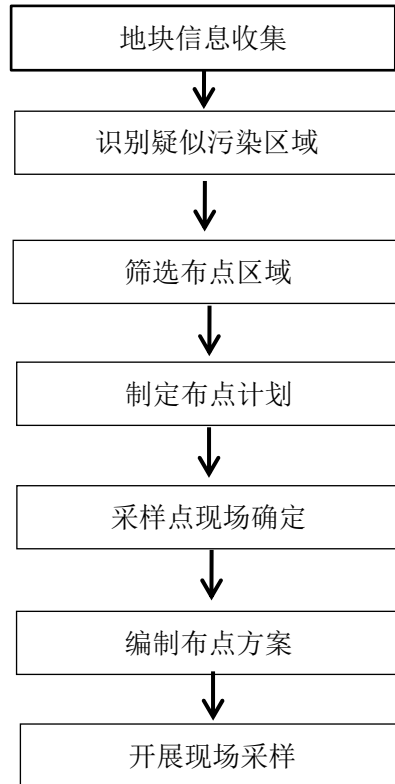 地块信息收集
识别疑似污染区域
筛选布点区域
制定布点计划
采样点现场确定
编制布点方案
开展现场采样